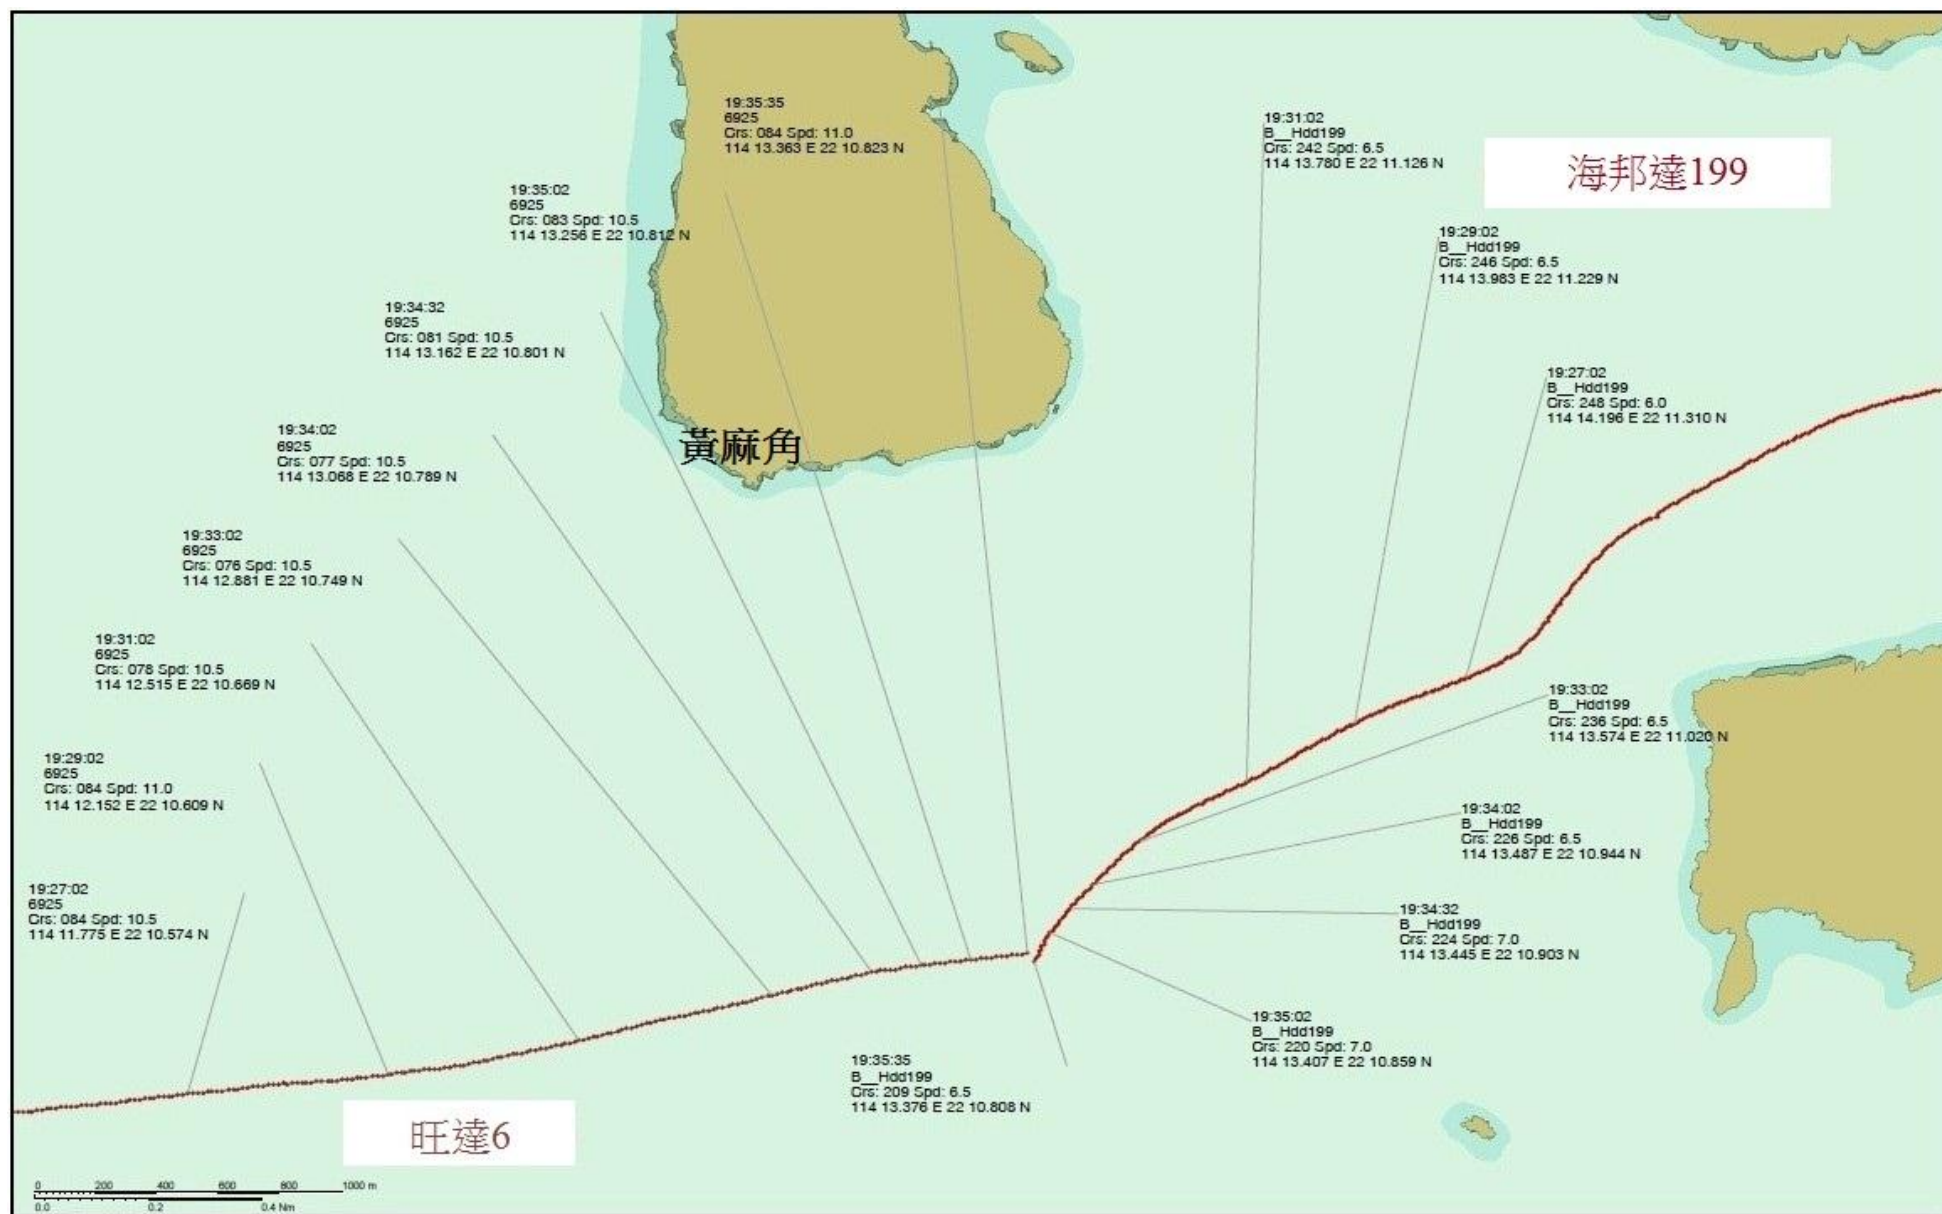 19:35:35
6925
Crs: 084 Spd: 11.0
114 13.363 E 22 10.823 N
19:31:02
B__Hdd199
Crs: 242 Spd: 6.5
114 13.780 E 22 11.126 N
海邦達199
19:35:02
6925
Crs: 083 Spd: 10.5
114 13.256 E 22 10.812 N
19:29:02
B__Hdd199
Crs: 246 Spd: 6.5
114 13.983 E 22 11.229 N
19:34:32
6925
Crs: 081 Spd: 10.5
114 13.162 E 22 10.801 N
19:27:02
B__Hdd199
Crs: 248 Spd: 6.0
114 14.196 E 22 11.310 N
黃麻角
19:34:02
6925
Crs: 077 Spd: 10.5
114 13.068 E 22 10.789 N
19:33:02
6925
Crs: 076 Spd: 10.5
114 12.881 E 22 10.749 N
19:31:02
6925
Crs: 078 Spd: 10.5
114 12.515 E 22 10.669 N
19:33:02
B__Hdd199
Crs: 236 Spd: 6.5
114 13.574 E 22 11.020 N
19:29:02
6925
Crs: 084 Spd: 11.0
114 12.152 E 22 10.609 N
19:34:02
B__Hdd199
Crs: 226 Spd: 6.5
114 13.487 E 22 10.944 N
19:27:02
6925
Crs: 084 Spd: 10.5
114 11.775 E 22 10.574 N
19:34:32
B__Hdd199
Crs: 224 Spd: 7.0
114 13.445 E 22 10.903 N
19:35:02
B__Hdd199
Crs: 220 Spd: 7.0
114 13.407 E 22 10.859 N
19:35:35
B__Hdd199
Crs: 209 Spd: 6.5
114 13.376 E 22 10.808 N
旺達6
0 200 400 600 800 1000 m
0.0 0.2 0.4 Nm